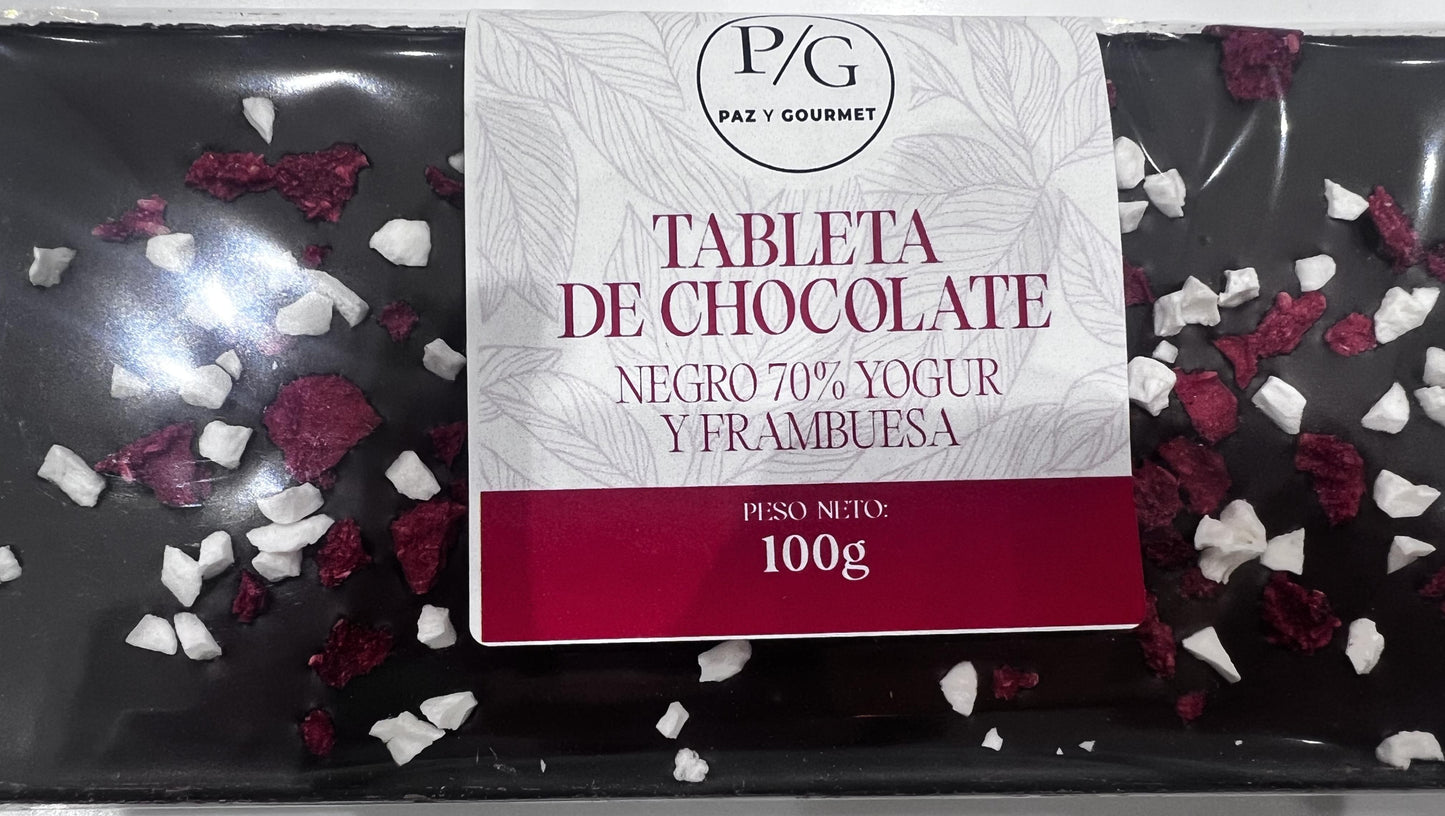 P/G
PAZ Y GOURMET
TABLETA
DE CHOCOLATE
NEGRO 70% YOGUR
Y FRAMBUESA
PESO NETO:
100g